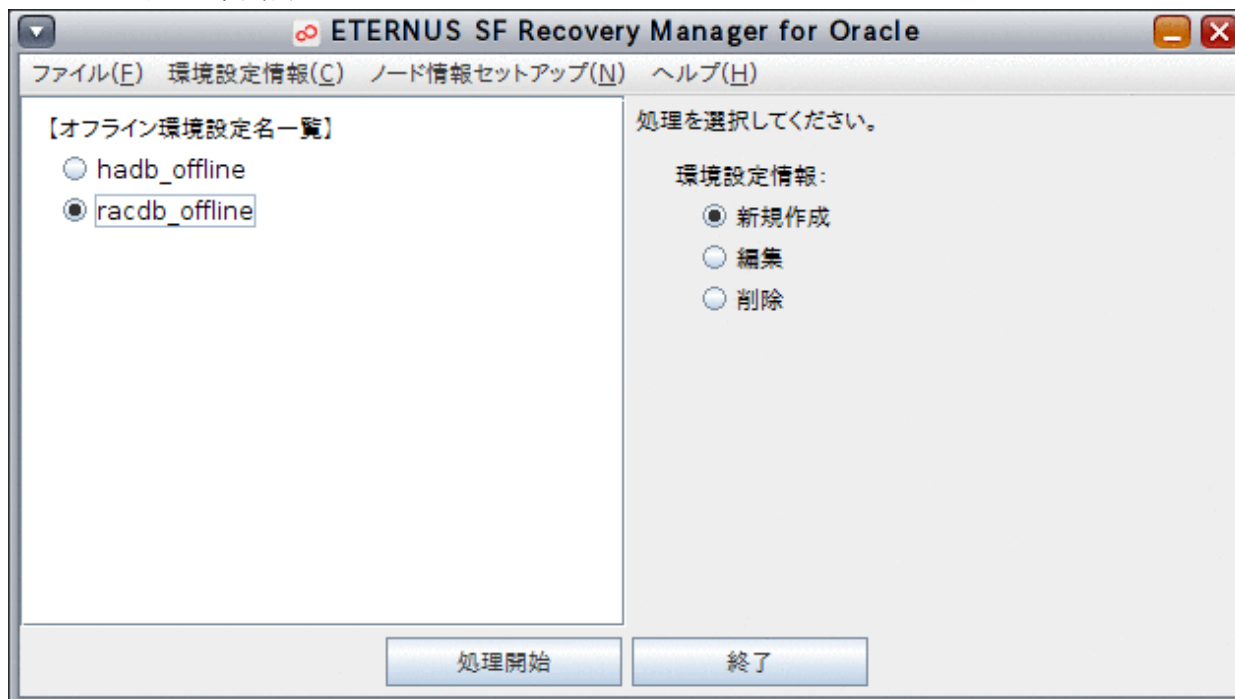 ETERNUS SF Recovery Manager for Oracle
ファイル(F) 環境設定情報(C) ノード情報セットアップ(N) ヘルプ(H)
【オフライン環境設定名一覧】
hadb_offline
racdb_offline
処理を選択してください。
環境設定情報:
新規作成
編集
削除
処理開始
終了